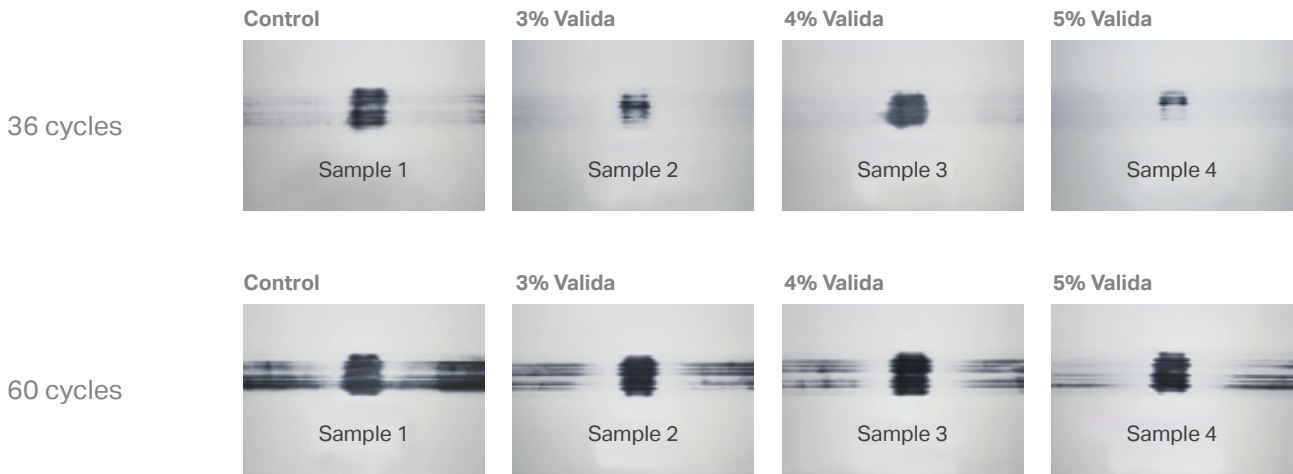 Control
3% Valida
4% Valida
5% Valida
36 cycles
Sample 1
Sample 2
Sample 3
Sample 4
Control
3% Valida
4% Valida
5% Valida
60 cycles
Sample 1
Sample 2
Sample 3
Sample 4